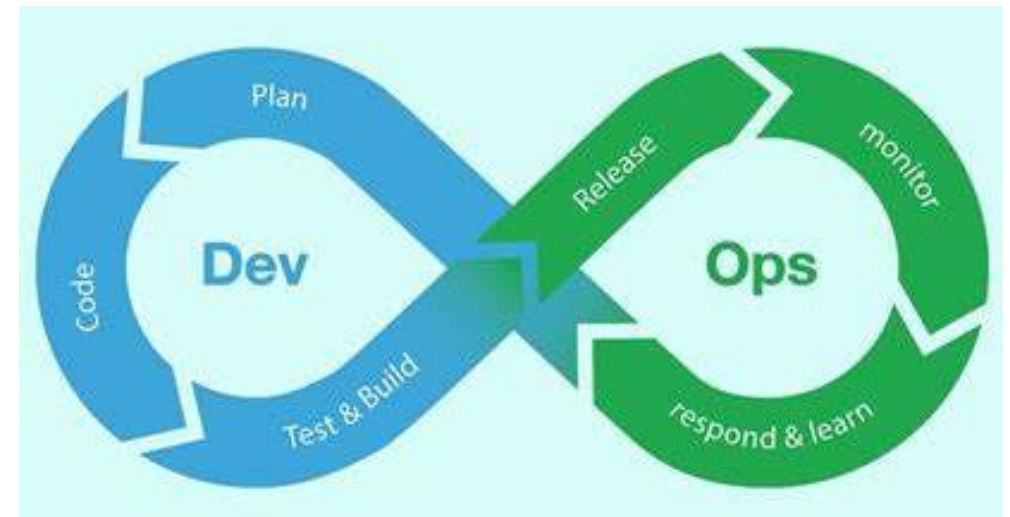 Plan
Code
Dev
Test & Build
Release
monitor
Ops
respond & learn